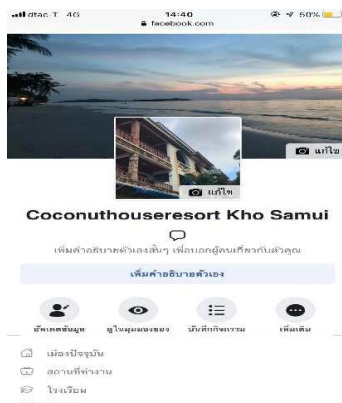 dtac-T 4G 14:40 50%
facebook.com
แก้ไข
แก้ไข
Coconuthouseresort Kho Samui
เพิ่มคำอธิบายตัวเองสั้นๆ เพื่อบอกผู้คนเกี่ยวกับตัวคุณ
เพิ่มคำอธิบายตัวเอง
อัพเดตข้อมูล ดูในมุมมองของ บันทึกกิจกรรม เพิ่มเติม
เมืองปัจจุบัน
สถานที่ทำงาน
โรงเรียน